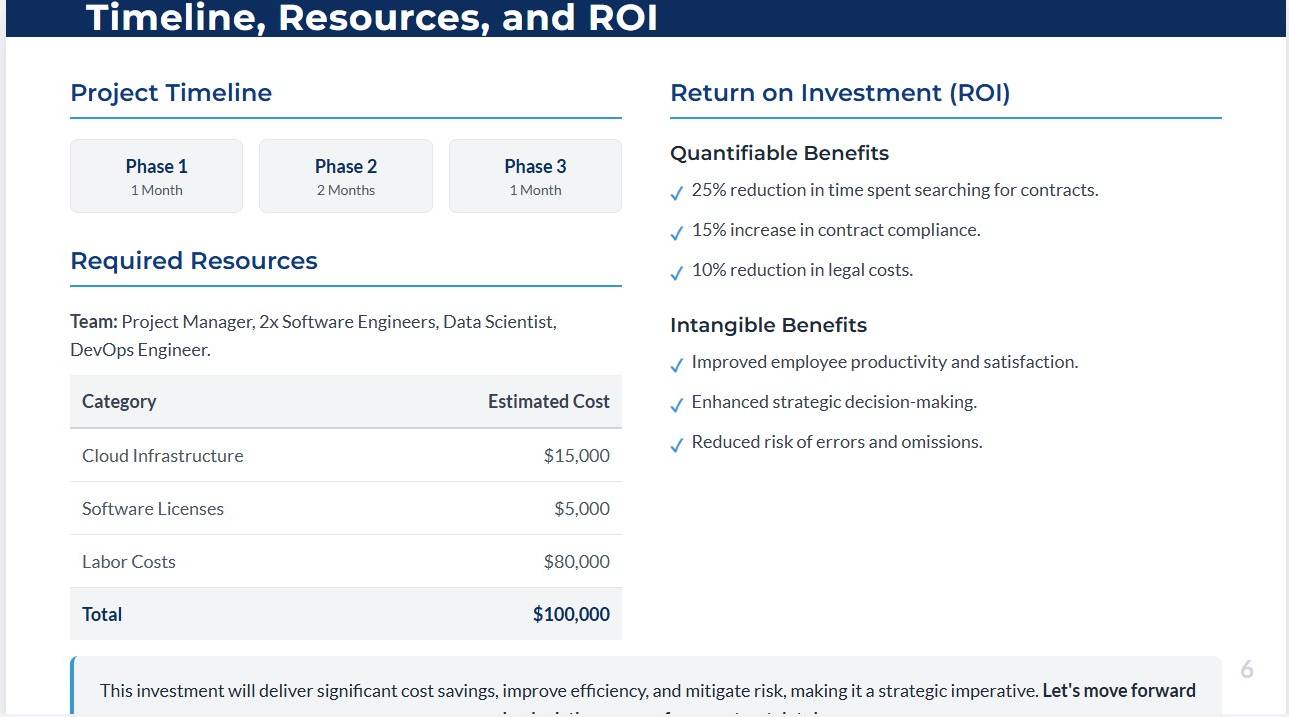 Timeline, Resources, and ROI
Project Timeline
Phase 1
1 Month
Phase 2
2 Months
Phase 3
1 Month
Required Resources
Team: Project Manager, 2x Software Engineers, Data Scientist,
DevOps Engineer.
Category Estimated Cost
Cloud Infrastructure $15,000
Software Licenses $5,000
Labor Costs $80,000
Total $100,000
Return on Investment (ROI)
Quantifiable Benefits
25% reduction in time spent searching for contracts.
15% increase in contract compliance.
10% reduction in legal costs.
Intangible Benefits
Improved employee productivity and satisfaction.
Enhanced strategic decision-making.
Reduced risk of errors and omissions.
This investment will deliver significant cost savings, improve efficiency, and mitigate risk, making it a strategic imperative. Let's move forward
6